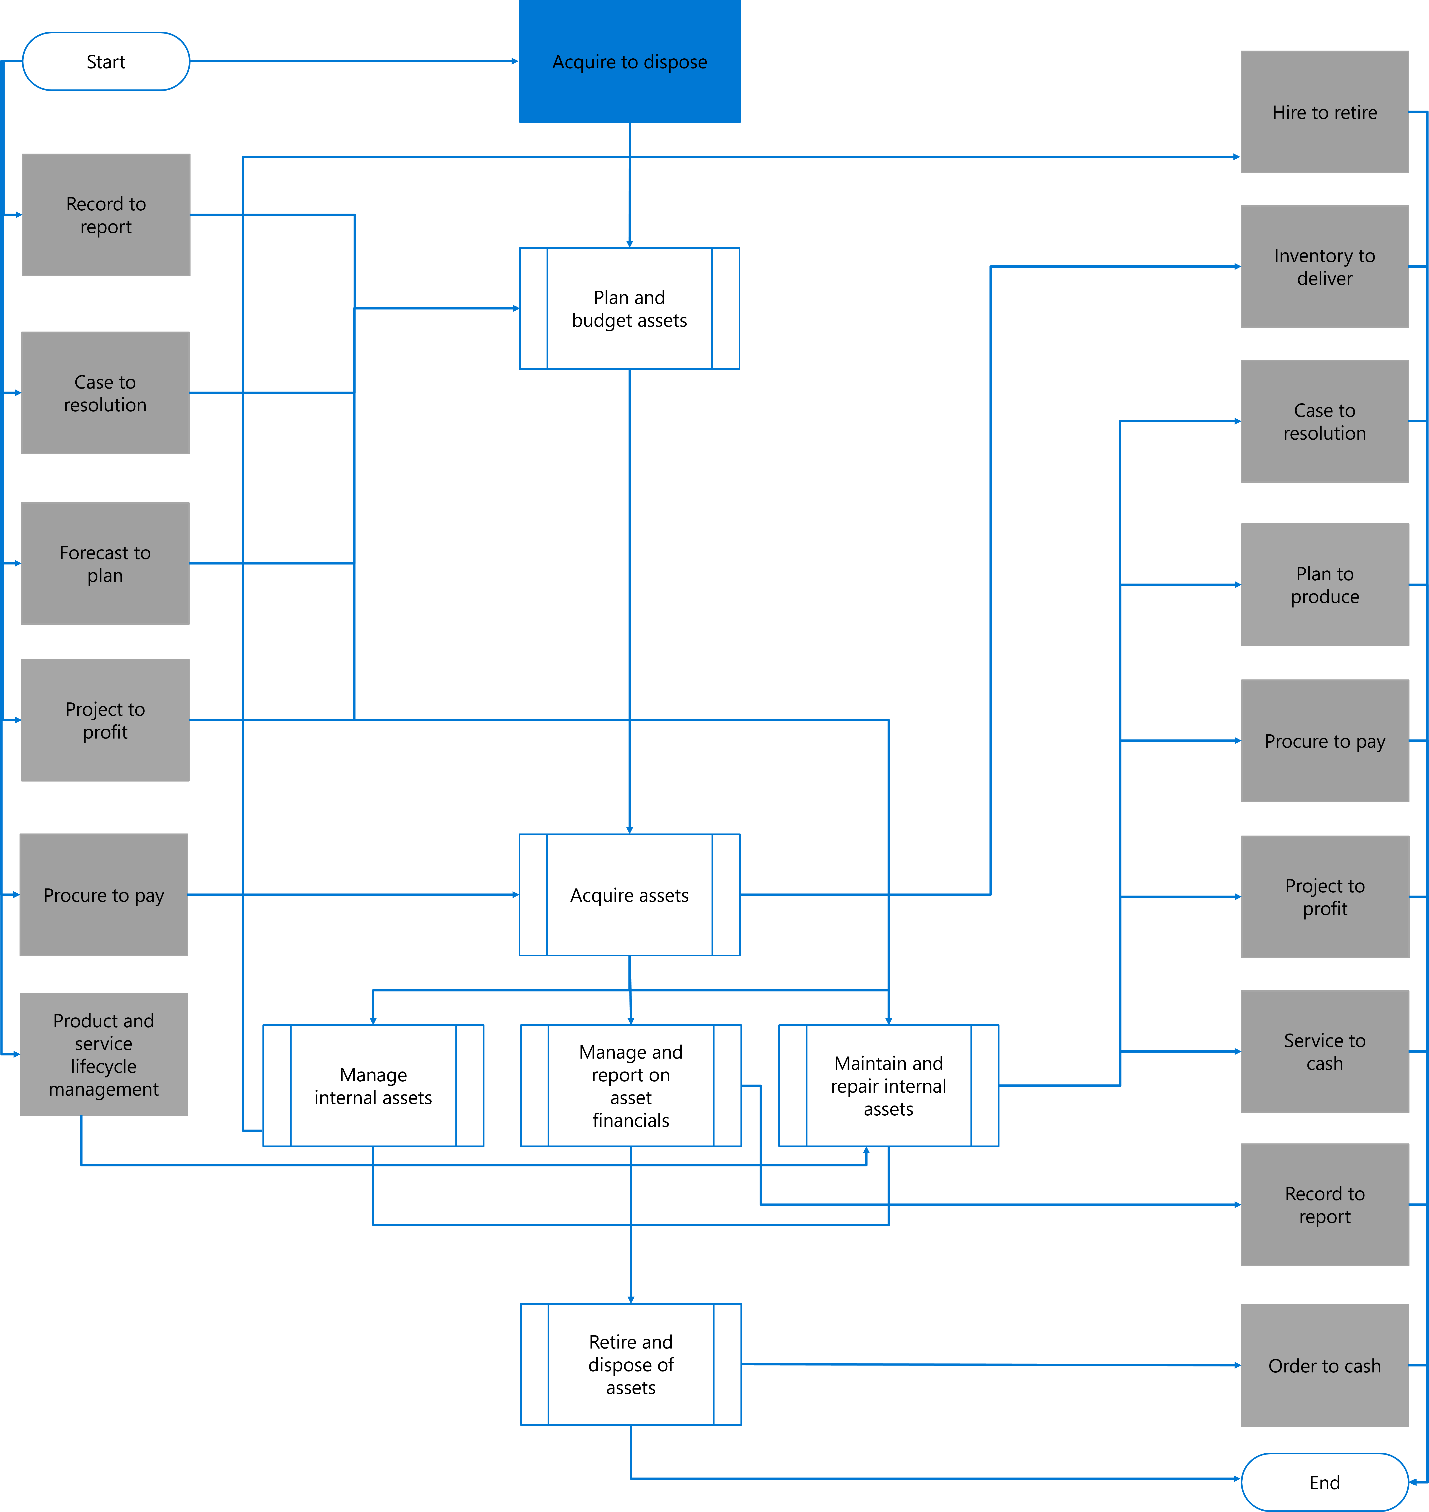 Start
Acquire to dispose
Hire to retire
Record to
report
Inventory to
deliver
Plan and
budget assets
Case to
resolution
Case to
resolution
Forecast to
plan
Plan to
produce
Project to
profit
Procure to pay
Procure to pay
Acquire assets
Project to
profit
Product and
service
lifecycle
management
Manage
internal assets
Manage and
report on
asset
financials
Maintain and
repair internal
assets
Service to
cash
Record to
report
Retire and
dispose of
assets
Order to cash
End